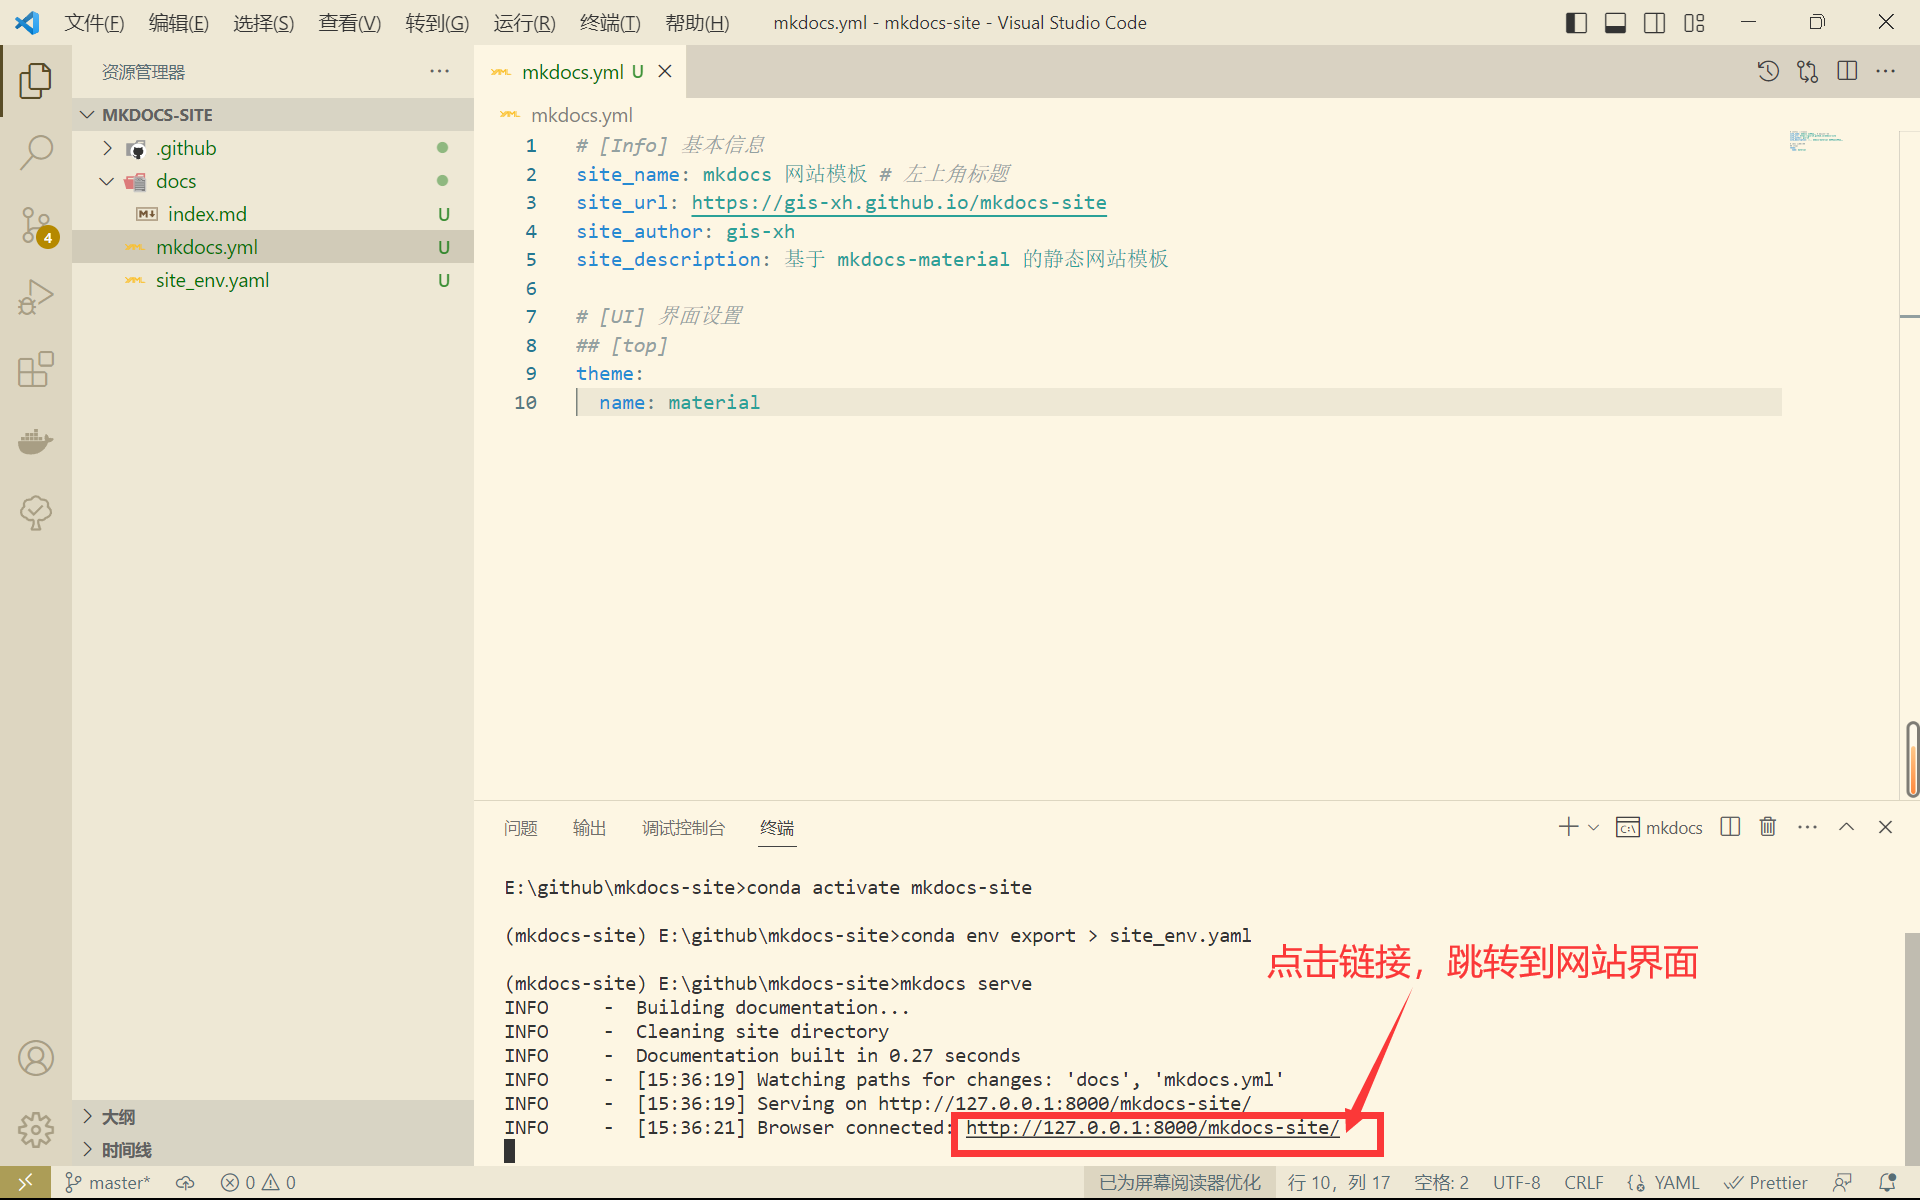 文件(F) 编辑(E) 选择(S) 查看(V) 转到(G) 运行(R) 终端(T) 帮助(H) mkdocs.yml - mkdocs-site - Visual Studio Code
资源管理器
MKDOCS-SITE
.github
docs
index.md U
mkdocs.yml U
site_env.yaml U
4
大纲
时间线
mkdocs.yml U
mkdocs.yml
1 # [Info] 基本信息
2 site_name: mkdocs 网站模板 # 左上角标题
3 site_url: https://gis-xh.github.io/mkdocs-site
4 site_author: gis-xh
5 site_description: 基于 mkdocs-material 的静态网站模板
6
7 # [UI] 界面设置
8 ## [top]
9 theme:
10 name: material
问题 输出 调试控制台 终端 mkdocs
E:\github\mkdocs-site>conda activate mkdocs-site
(mkdocs-site) E:\github\mkdocs-site>conda env export > site_env.yaml
点击链接，跳转到网站界面
(mkdocs-site) E:\github\mkdocs-site>mkdocs serve
INFO - Building documentation...
INFO - Cleaning site directory
INFO - Documentation built in 0.27 seconds
INFO - [15:36:19] Watching paths for changes: 'docs', 'mkdocs.yml'
INFO - [15:36:19] Serving on http://127.0.0.1:8000/mkdocs-site/
INFO - [15:36:21] Browser connected: http://127.0.0.1:8000/mkdocs-site/
master* 0 0 已为屏幕阅读器优化 行 10，列 17 空格: 2 UTF-8 CRLF YAML Prettier